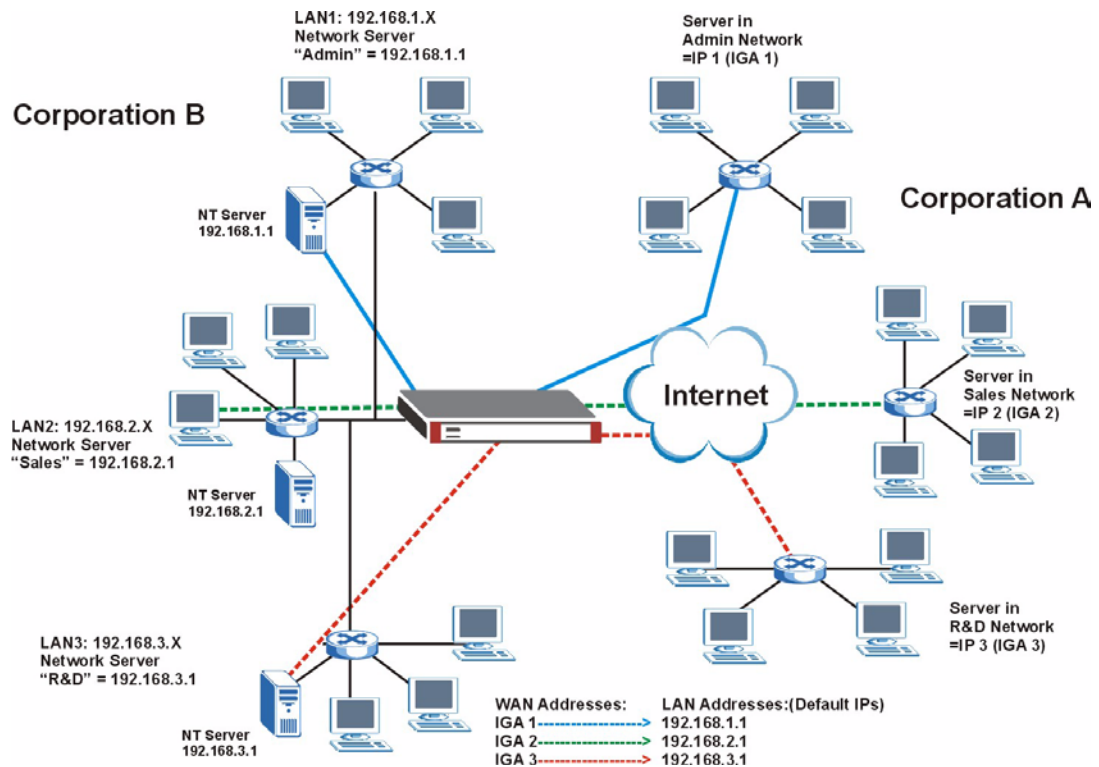 LAN1: 192.168.1.X
Network Server
“Admin” = 192.168.1.1
Server in
Admin Network
=IP 1 (IGA 1)
Corporation B
Corporation A
NT Server
192.168.1.1
Internet
Server in
Sales Network
=IP 2 (IGA 2)
LAN2: 192.168.2.X
Network Server
“Sales” = 192.168.2.1
NT Server
192.168.2.1
Server in
R&D Network
=IP 3 (IGA 3)
LAN3: 192.168.3.X
Network Server
“R&D” = 192.168.3.1
NT Server
192.168.3.1
WAN Addresses: LAN Addresses:(Default IPs)
IGA 1 192.168.1.1
IGA 2 192.168.2.1
IGA 3 192.168.3.1